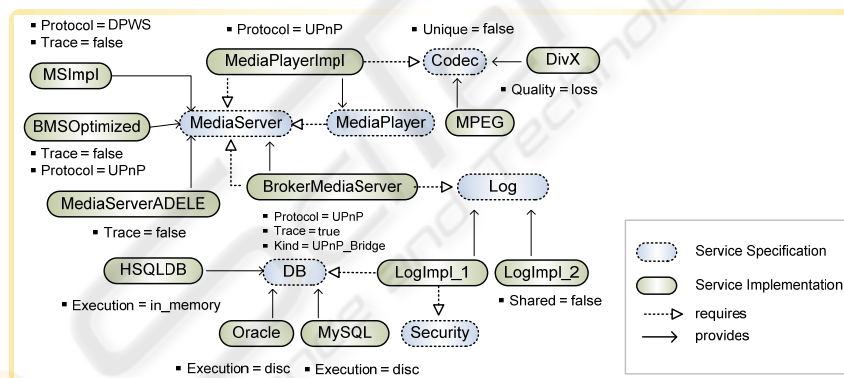 ▪ Protocol = DPWS
▪ Trace = false
▪ Protocol = UPnP
▪ Unique = false
MSImpl
MediaPlayerImpl
Codec
DivX
▪ Quality = loss
BMSOptimized
MediaServer
MediaPlayer
MPEG
▪ Trace = false
▪ Protocol = UPnP
MediaServerADELE
▪ Trace = false
BrokerMediaServer
Log
▪ Protocol = UPnP
▪ Trace = true
▪ Kind = UPnP_Bridge
HSQLDB
▪ Execution = in_memory
DB
LogImpl_1
LogImpl_2
▪ Shared = false
Oracle
MySQL
Security
▪ Execution = disc
▪ Execution = disc
Service Specification
Service Implementation
requires
provides